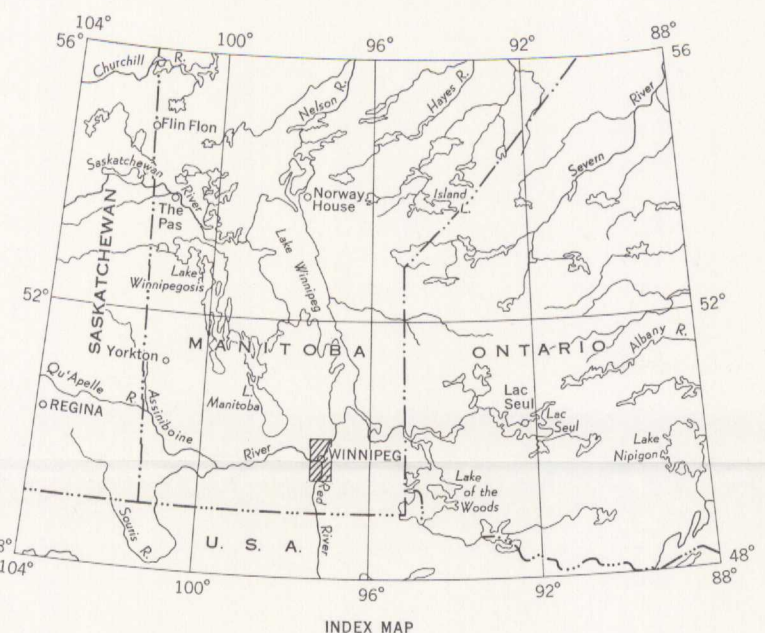 104°
100°
96°
92°
88°
56°
56
Churchill R.
Nelson R.
Hayes R.
River
Severn
Flin Flon
Saskatchewan
River
The
Pas
Norway
House
Island
L.
SASKATCHEWAN
Lake
Winnipegosis
Lake Winnipeg
52°
52°
MANITOBA
ONTARIO
Albany R.
Yorkton
Qu'Apelle
R.
REGINA
Assiniboine
River
L.
Manitoba
Lac
Seul
Lac
Seul
Lake
Nipigon
WINNIPEG
Red
River
Lake
of the
Woods
Souris R.
U. S. A.
8°
104°
48°
88°
100°
96°
92°
INDEX MAP